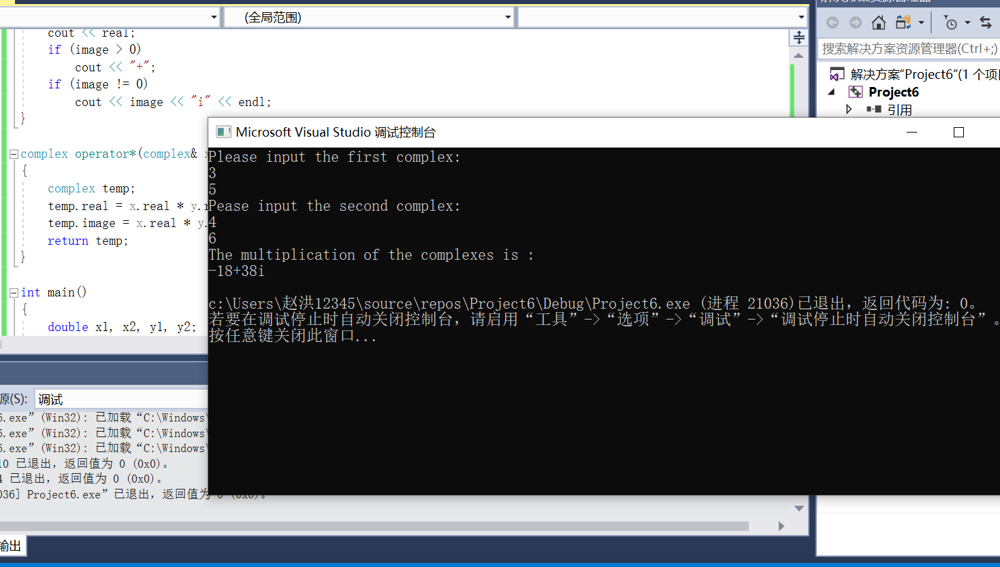 (全局范围)
cout << real;
if (image > 0)
cout << "+";
if (image != 0)
cout << image << "i" << endl;
}
complex operator*(complex&
{
complex temp;
temp.real = x.real * y.
temp.image = x.real * y.
return temp;
}
int main()
{
double x1, x2, y1, y2;
搜索解决方案资源管理器(Ctrl+;)
解决方案“Project6”(1 个项
Project6
引用
Microsoft Visual Studio 调试控制台
Please input the first complex:
3
5
Pease input the second complex:
4
6
The multiplication of the complexes is :
-18+38i
c:\Users\赵洪12345\source\repos\Project6\Debug\Project6.exe (进程 21036)已退出，返回代码为: 0。
若要在调试停止时自动关闭控制台，请启用“工具”->“选项”->“调试”->“调试停止时自动关闭控制台”。
按任意键关闭此窗口...
源(S):
调试
6.exe” (Win32): 已加载“C:\Windows\
6.exe” (Win32): 已加载“C:\Windows\
6.exe” (Win32): 已加载“C:\Windows\
10 已退出，返回值为 0 (0x0)。
4 已退出，返回值为 0 (0x0)。
036] Project6.exe” 已退出，返回值为 0 (0x0)。
输出